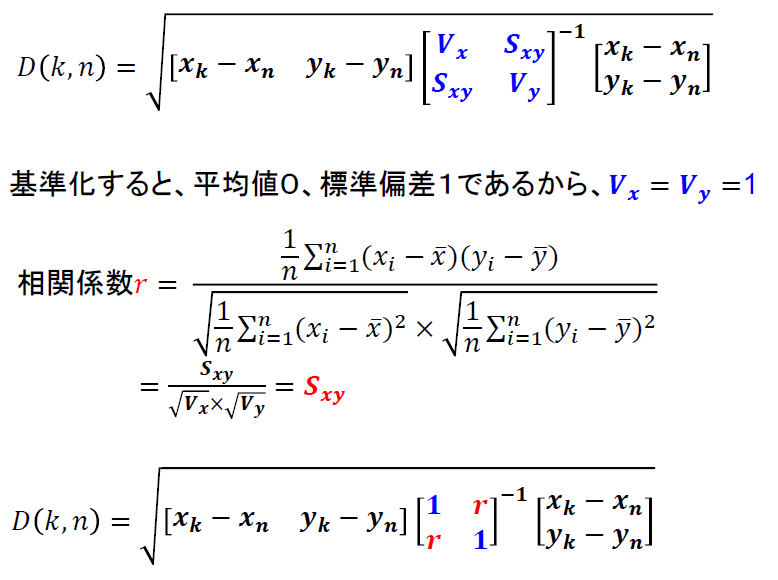 D(k, n) = √([x_k − x_n  y_k − y_n] [V_x  S_xy; S_xy  V_y]^−1 [x_k − x_n; y_k − y_n])
基準化すると、平均値０、標準偏差１であるから、V_x = V_y =1
相関係数r = (1/n ∑_{i=1}^{n}(x_i − x̄)(y_i − ȳ)) / (√(1/n ∑_{i=1}^{n}(x_i − x̄)^2) × √(1/n ∑_{i=1}^{n}(y_i − ȳ)^2))
= S_xy / (√V_x × √V_y) = S_xy
D(k, n) = √([x_k − x_n  y_k − y_n] [1  r; r  1]^−1 [x_k − x_n; y_k − y_n])